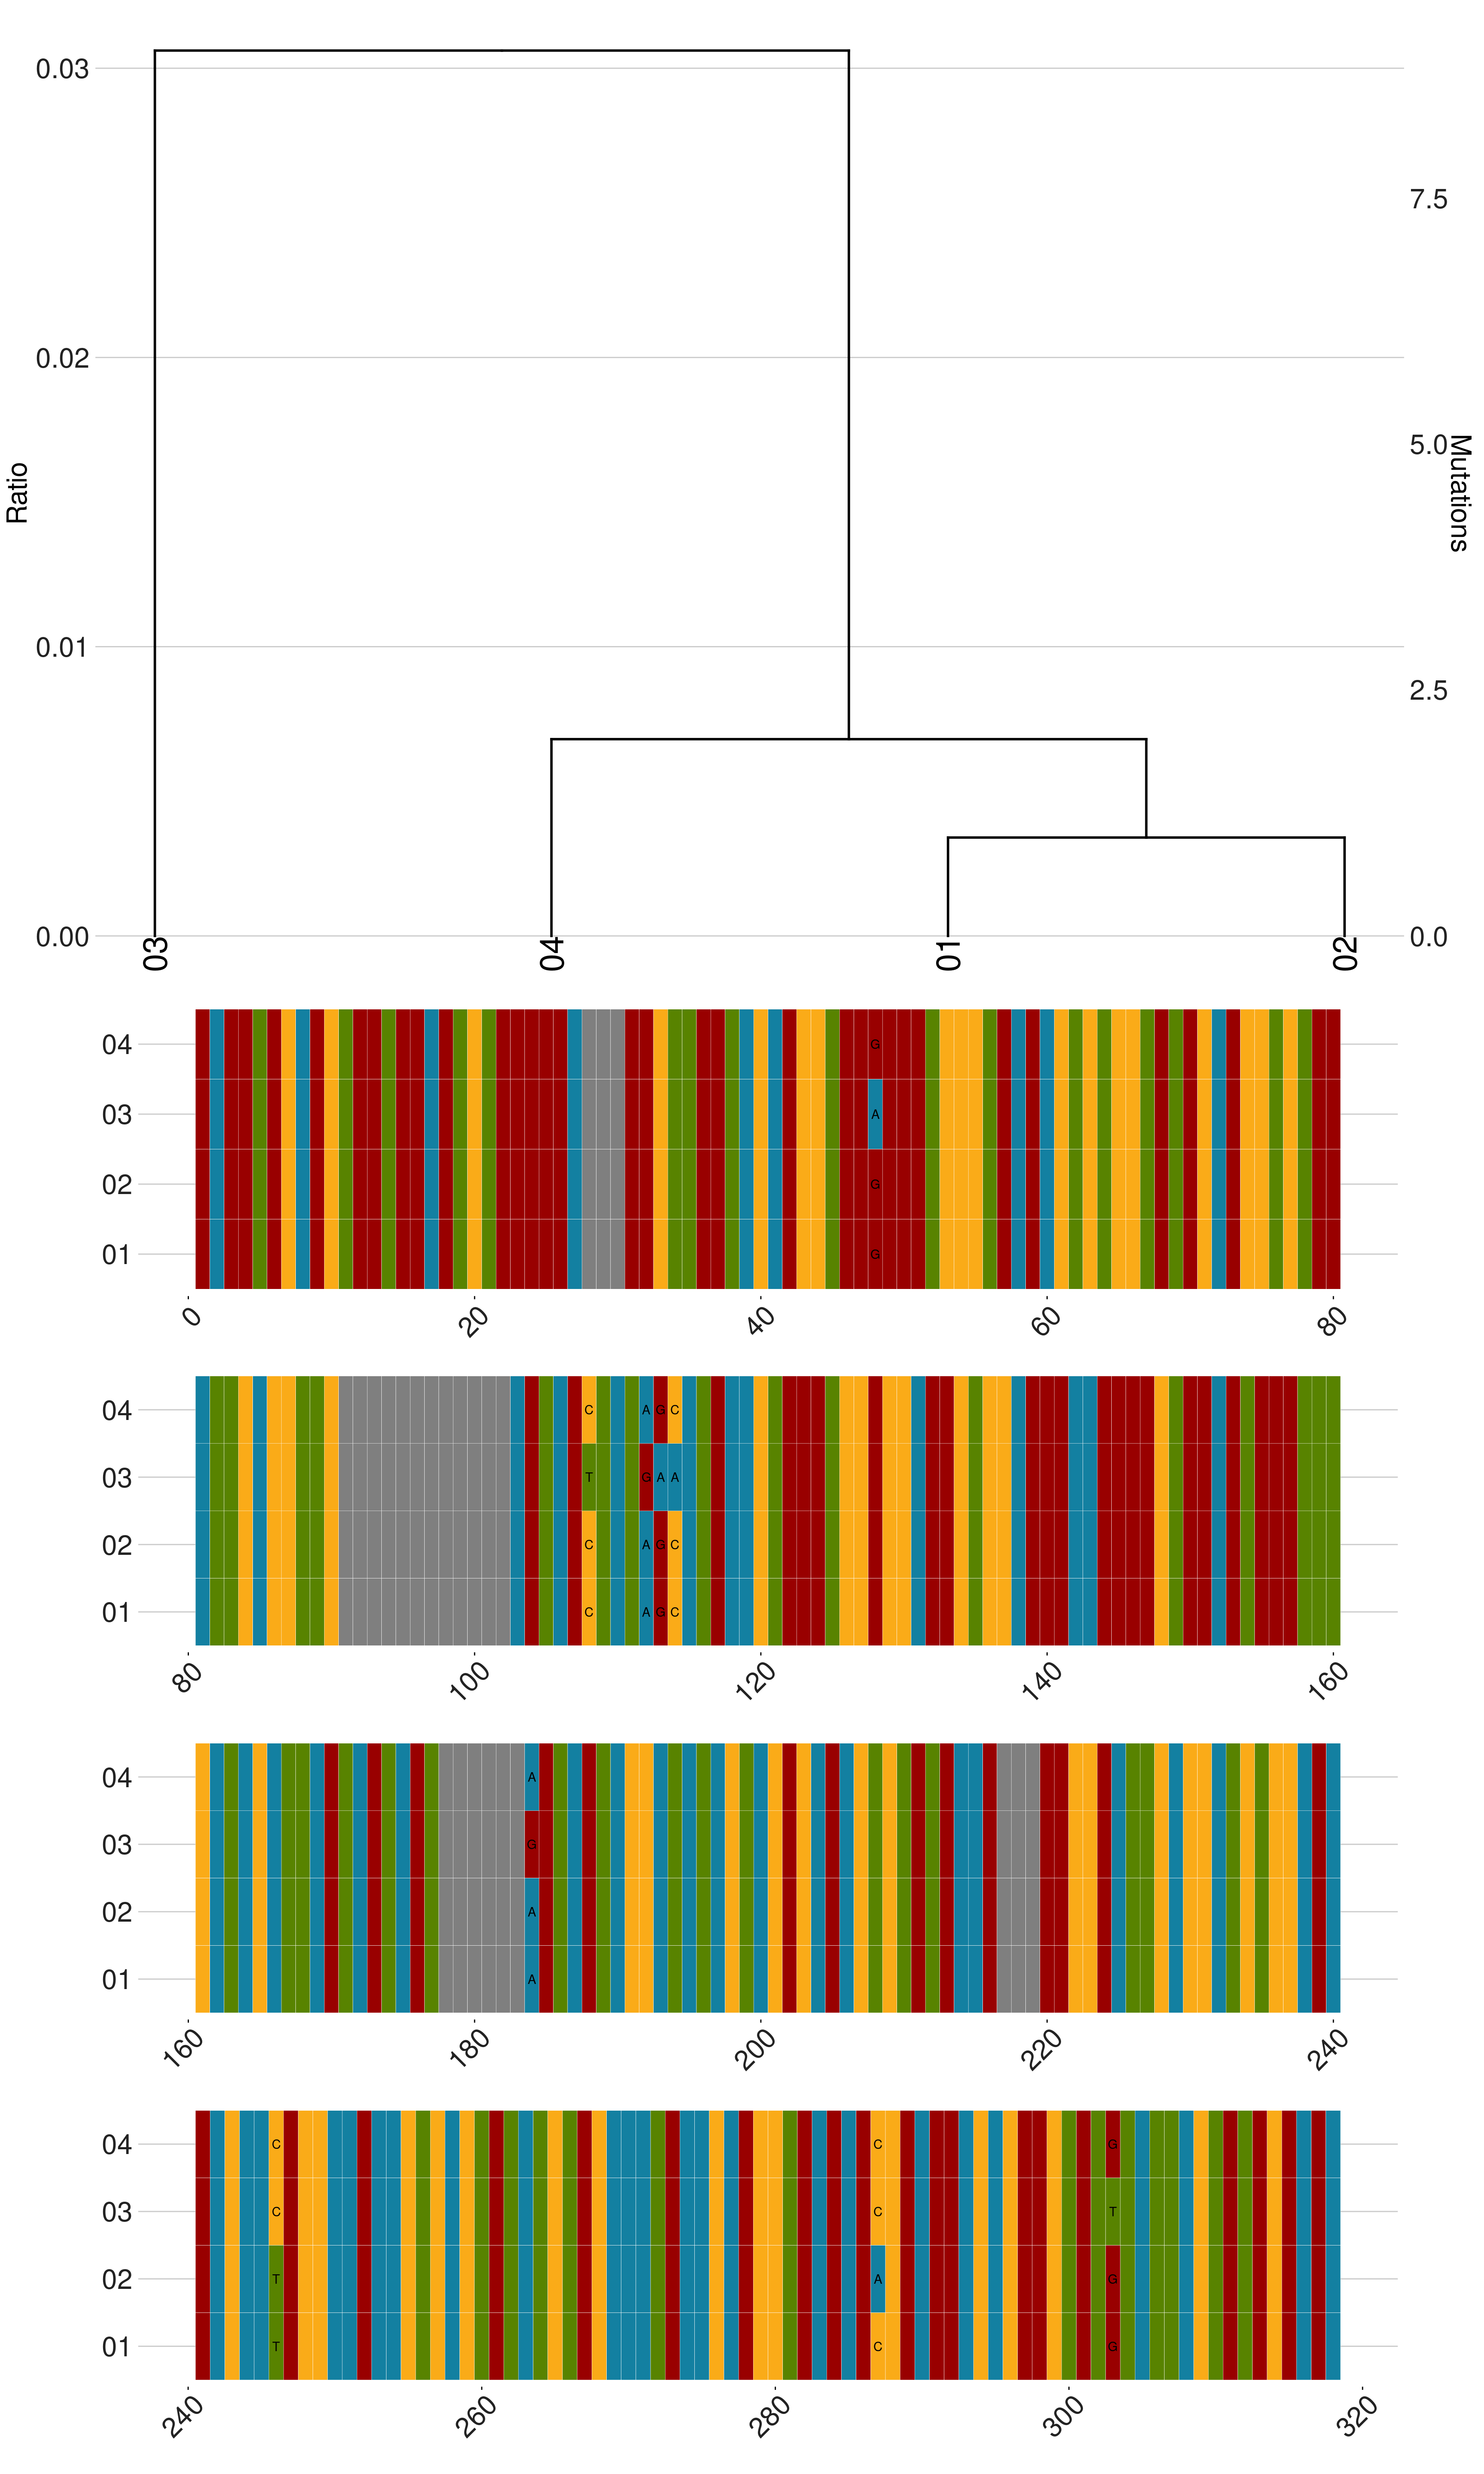 0.03
7.5
0.02
5.0
Ratio
Mutations
0.01
2.5
0.00
0.0
03 04 01 02
04 G
03 A
02 G
01 G
0 20 40 60 80
04 C A G C
03 T G A A
02 C A G C
01 C A G C
80 100 120 140 160
04 A
03 G
02 A
01 A
160 180 200 220 240
04 C C G
03 C C T
02 T A G
01 T C G
240 260 280 300 320